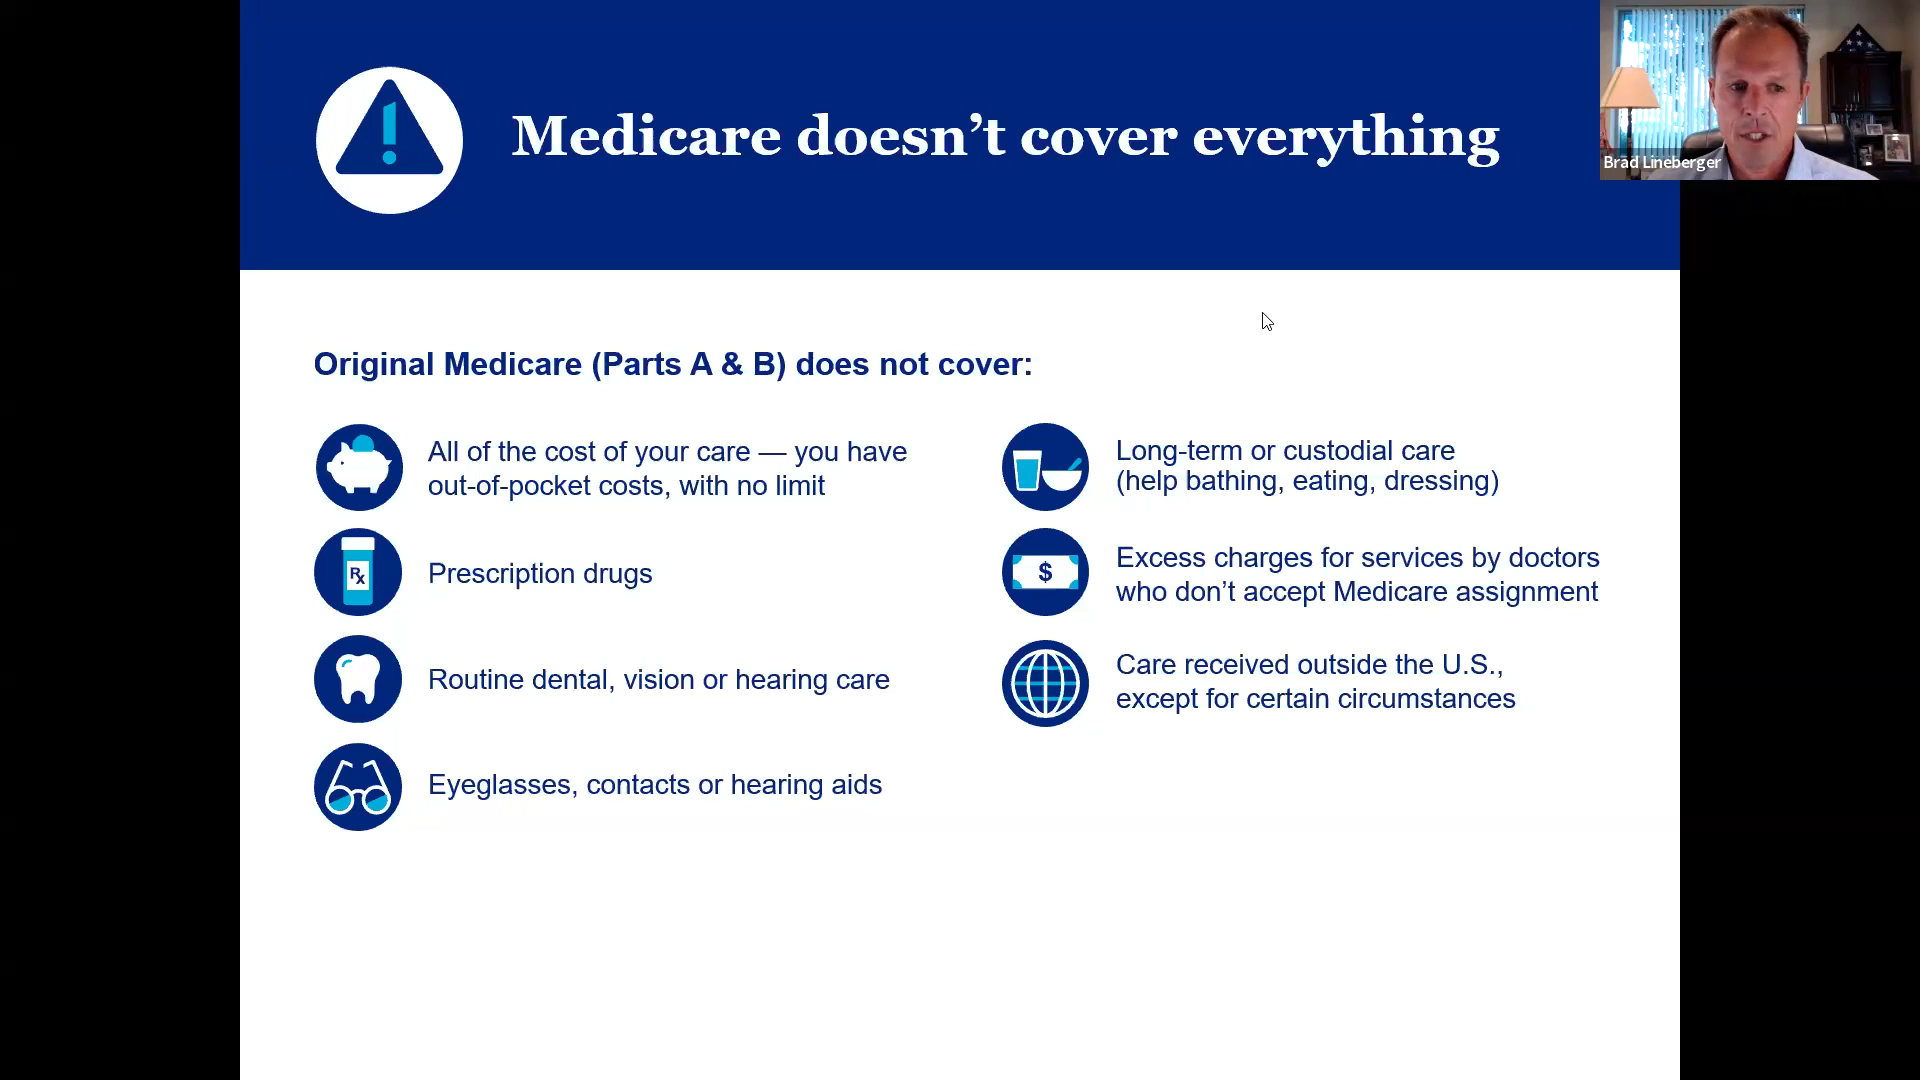 Medicare doesn’t cover everything
Brad Lineberger
Original Medicare (Parts A & B) does not cover:
All of the cost of your care — you have
out-of-pocket costs, with no limit
Rx
Prescription drugs
Routine dental, vision or hearing care
Eyeglasses, contacts or hearing aids
Long-term or custodial care
(help bathing, eating, dressing)
$
Excess charges for services by doctors
who don’t accept Medicare assignment
Care received outside the U.S.,
except for certain circumstances